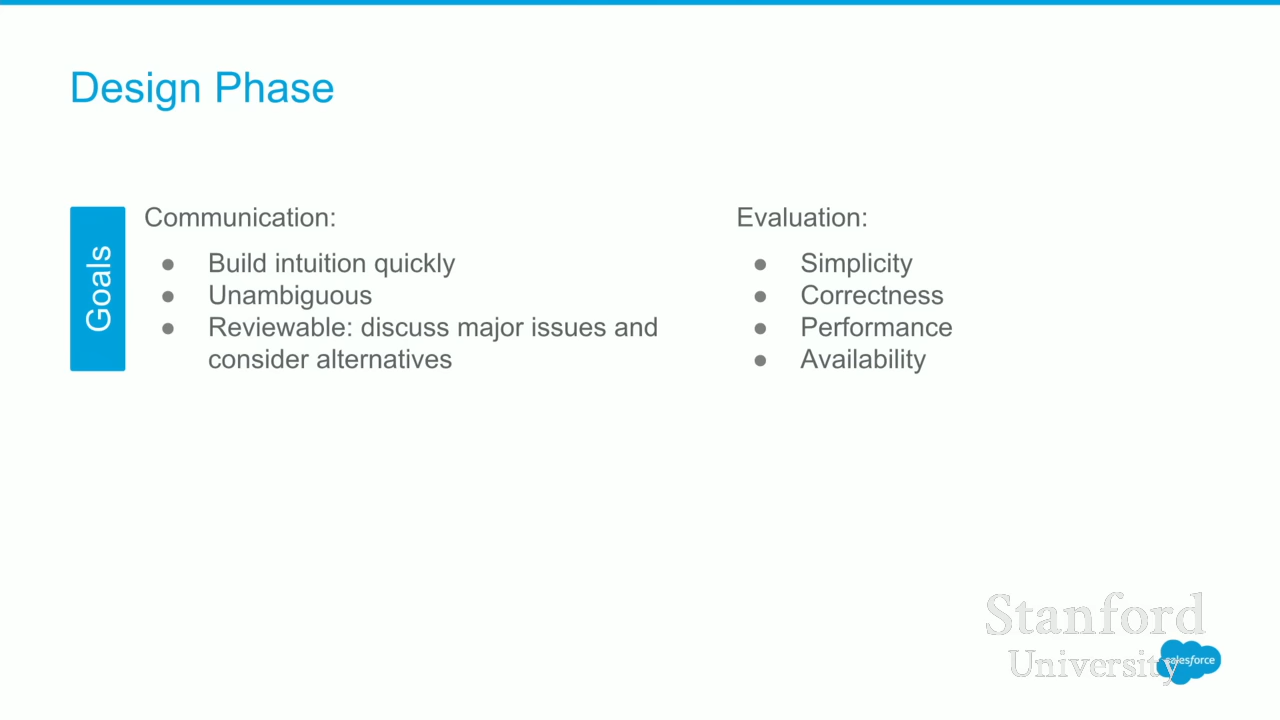 Design Phase
Goals
Communication:
● Build intuition quickly
● Unambiguous
● Reviewable: discuss major issues and
consider alternatives
Evaluation:
● Simplicity
● Correctness
● Performance
● Availability
Stanford
University
salesforce